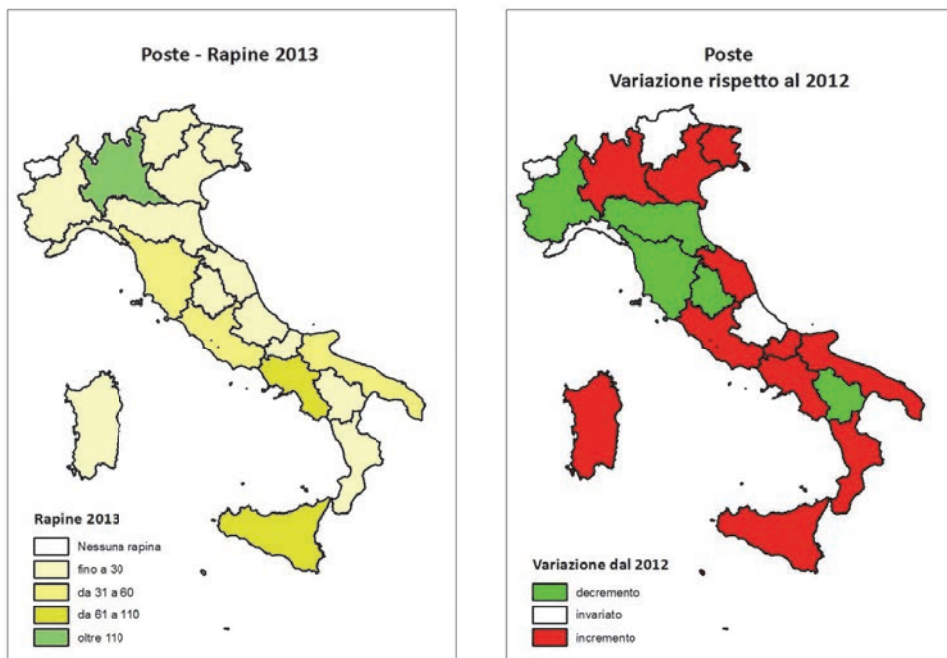 Poste - Rapine 2013
Rapine 2013
Nessuna rapina
fino a 30
da 31 a 60
da 61 a 110
oltre 110
Poste
Variazione rispetto al 2012
Variazione dal 2012
decremento
invariato
incremento